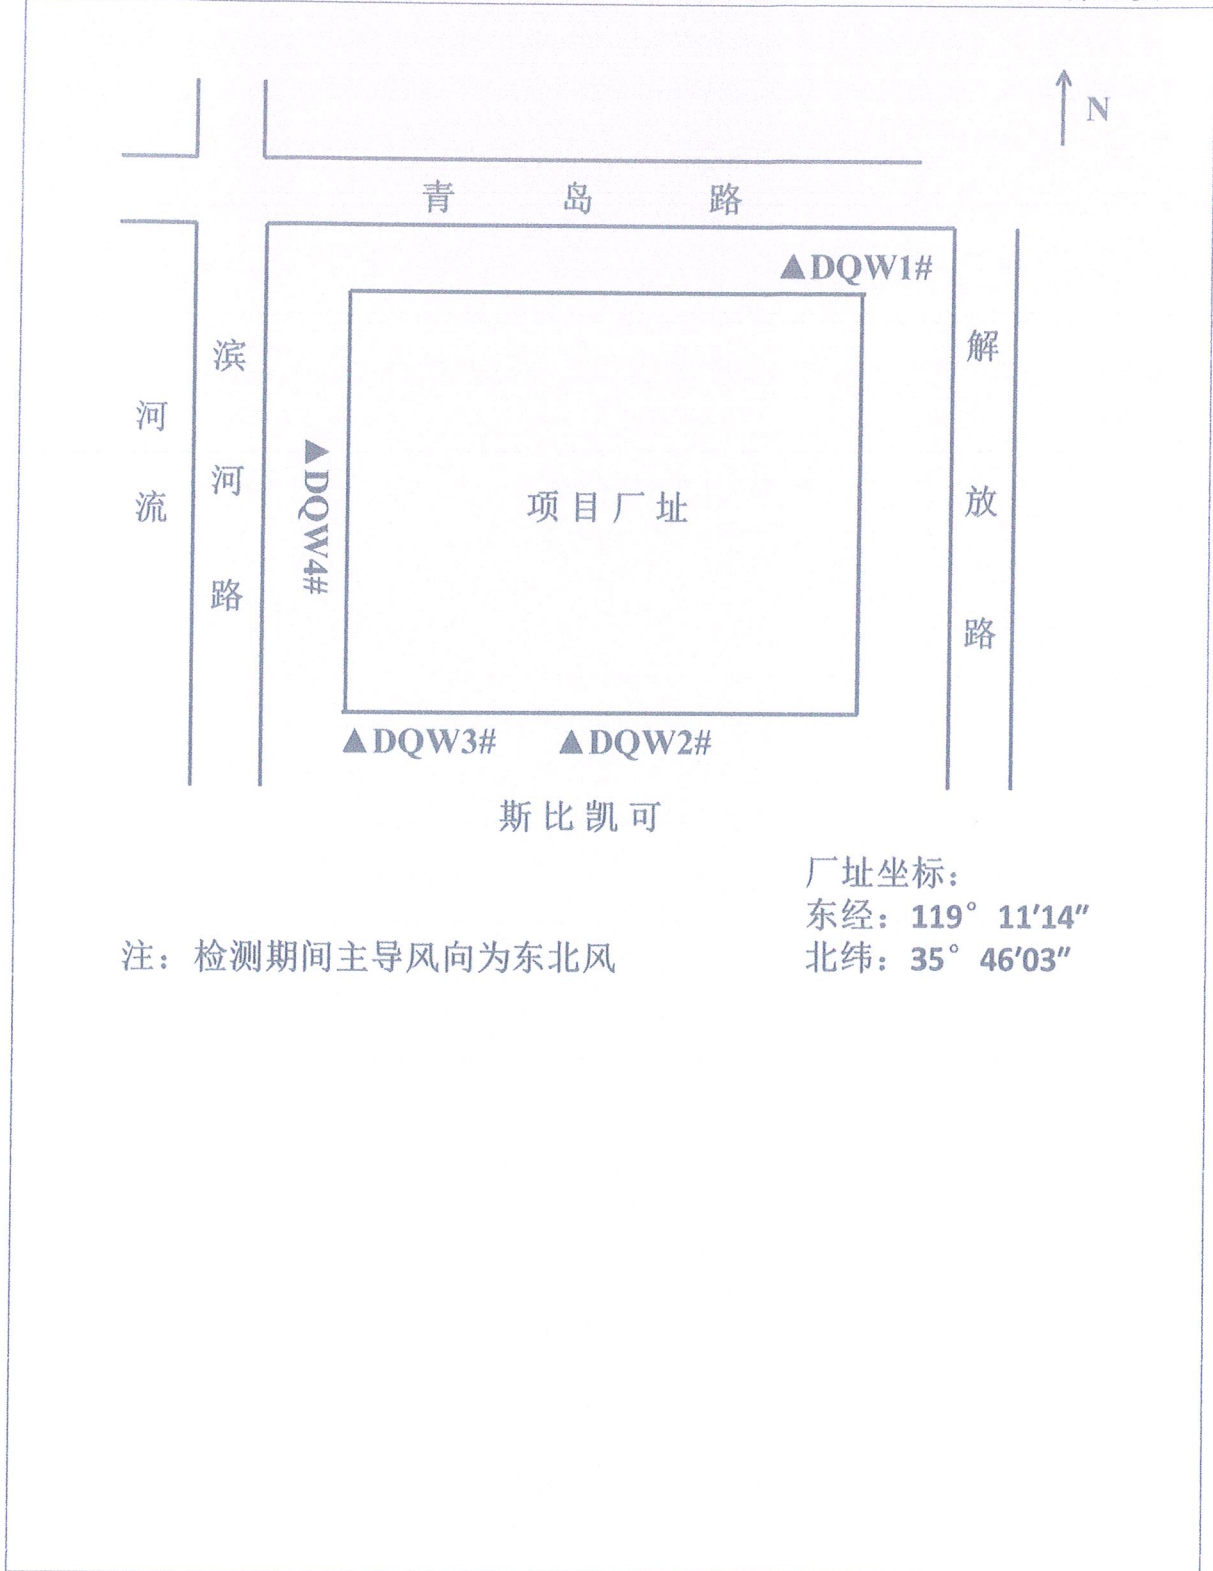 N
青岛路
▲DQW1#
滨河路
解放路
河流
▲DQW4#
项目厂址
▲DQW3#
▲DQW2#
斯比凯可
厂址坐标：
东经：119°11′14″
北纬：35°46′03″
注：检测期间主导风向为东北风